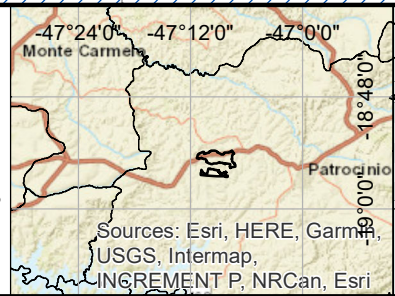 -47°24'0" -47°12'0" -47°0'0"
Monte Carmelo
-18°48'0"
Patrocínio
-19°0'0"
Sources: Esri, HERE, Garmin,
USGS, Intermap,
INCREMENT P, NRCan, Esri